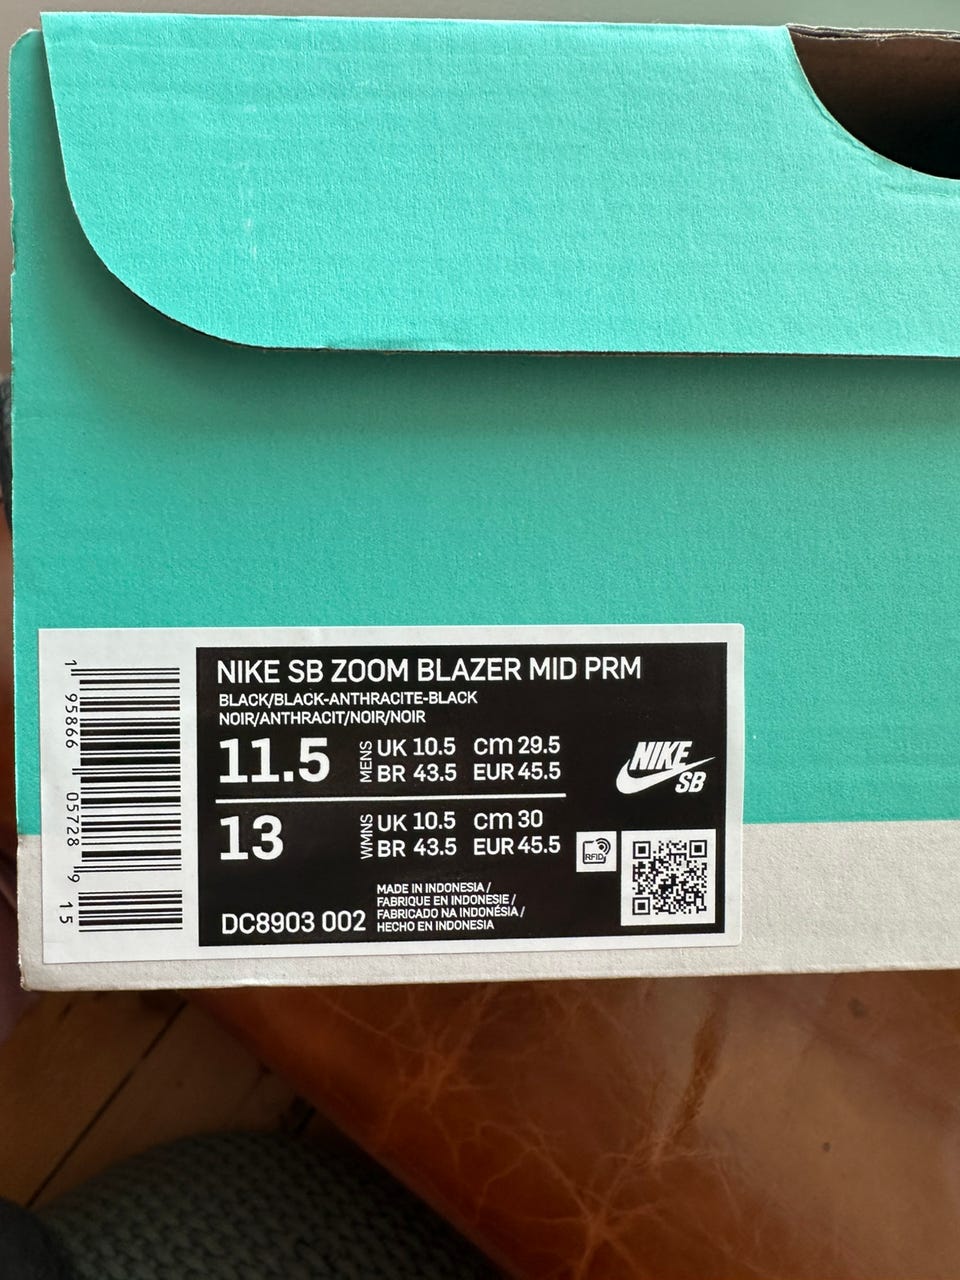 NIKE SB ZOOM BLAZER MID PRM
BLACK/BLACK-ANTHRACITE-BLACK
NOIR/ANTHRACIT/NOIR/NOIR
11.5 MENS UK 10.5 cm 29.5
BR 43.5 EUR 45.5
13 WMNS UK 10.5 cm 30
BR 43.5 EUR 45.5
NIKE
SB
RFID
DC8903 002
MADE IN INDONESIA /
FABRIQUE EN INDONESIE /
FABRICADO NA INDONÉSIA /
HECHO EN INDONESIA
1 95866 05728 9 15